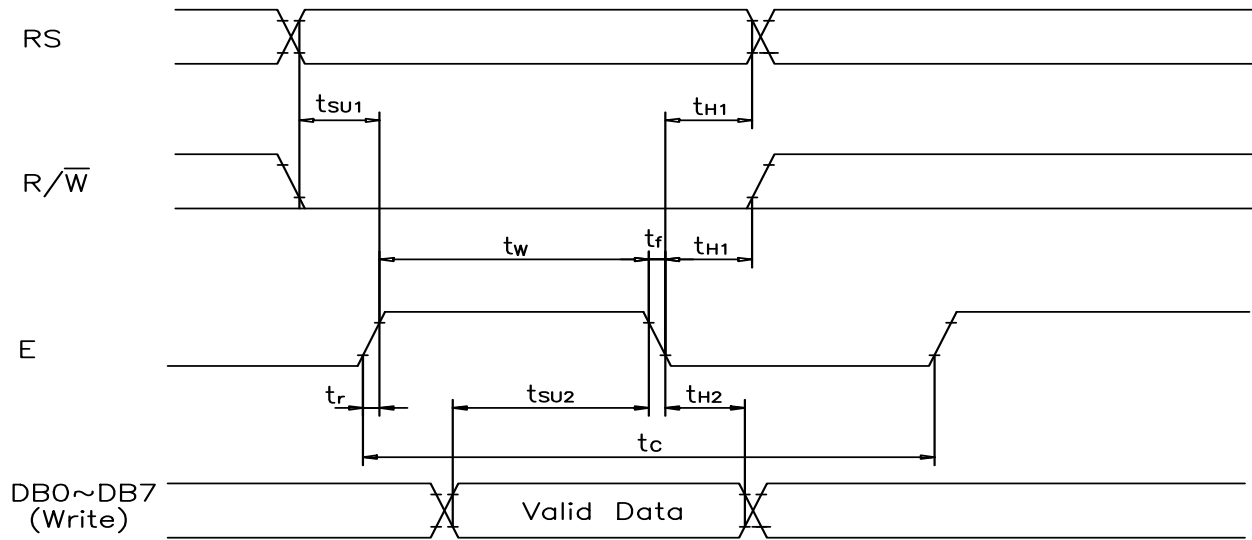 RS
tSU1
tH1
R/W̅
tW
tf
tH1
E
tr
tSU2
tH2
tC
DB0~DB7
(Write)
Valid Data